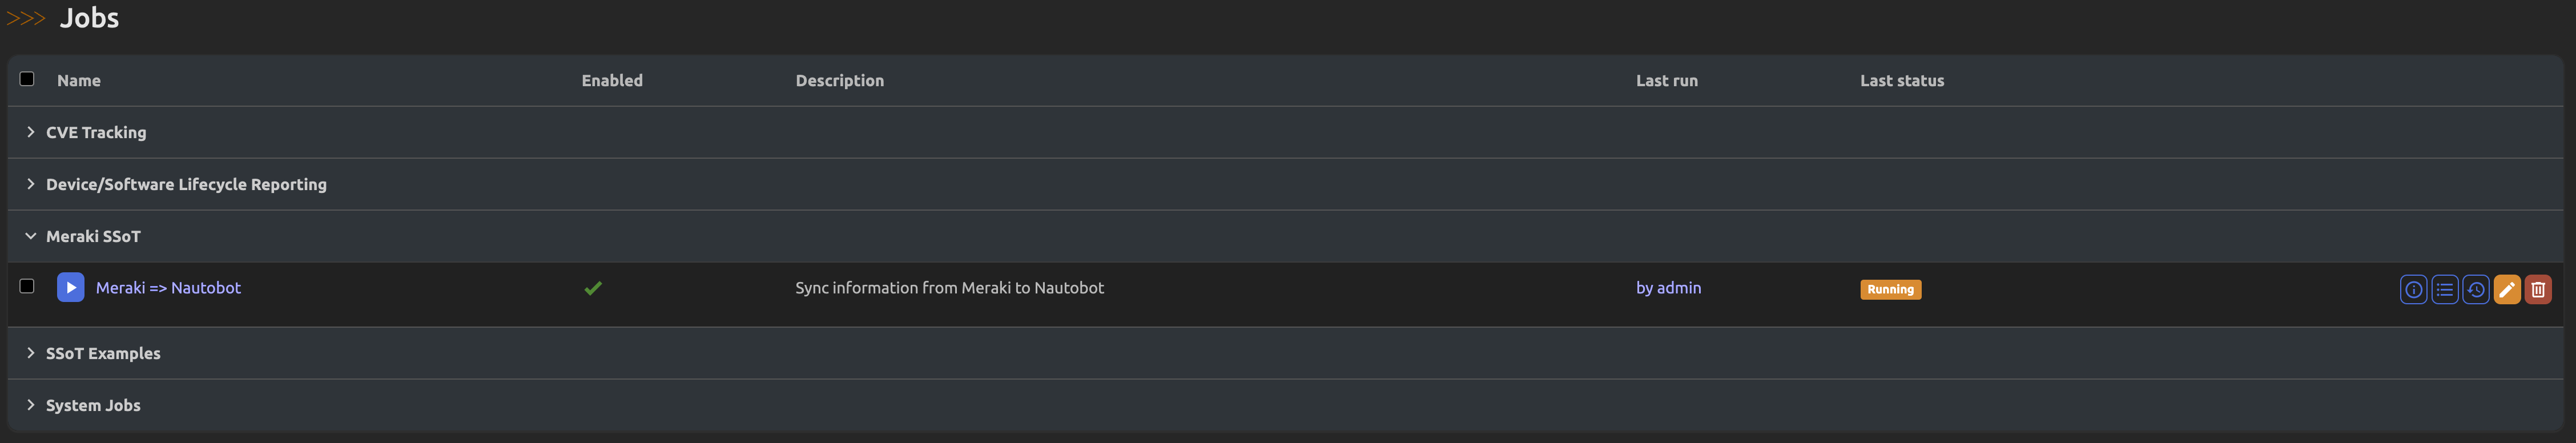 >>> Jobs
Name Enabled Description Last run Last status
CVE Tracking
Device/Software Lifecycle Reporting
Meraki SSoT
Meraki => Nautobot Sync information from Meraki to Nautobot by admin Running
SSoT Examples
System Jobs